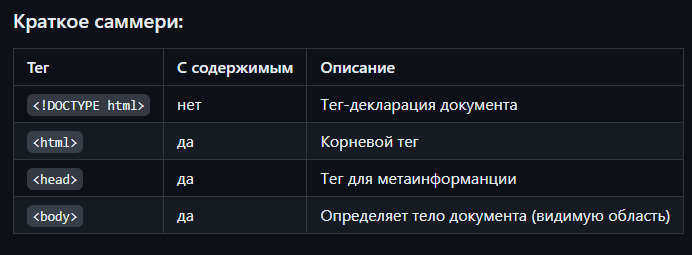 Краткое саммери:
Тег С содержимым Описание
<!DOCTYPE html> нет Тег-декларация документа
<html> да Корневой тег
<head> да Тег для метаинформанции
<body> да Определяет тело документа (видимую область)